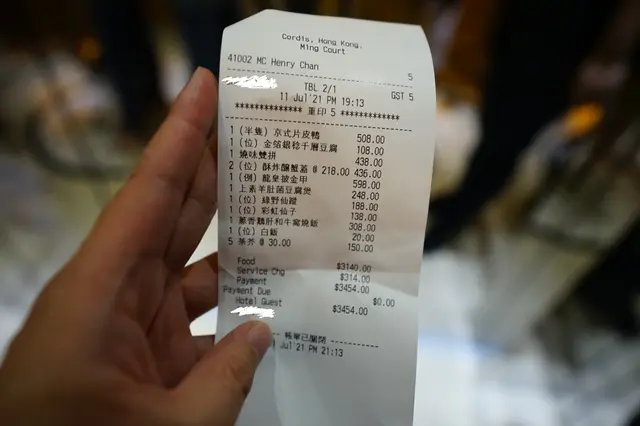 Cordis, Hong Kong.
Ming Court
41002 MC Henry Chan 5
TBL 2/1
11 Jul'21 PM 19:13 GST 5
************** 重印 5 *************
1 (半隻) 京式片皮鴨 508.00
1 (位) 金箔銀稔千層豆腐 108.00
1 燒味雙拼 438.00
2 (位) 酥炸釀蟹蓋 @ 218.00 436.00
1 (例) 龍皇披金甲 598.00
1 上素羊肚菌豆腐煲 248.00
1 (位) 綠野仙蹤 188.00
1 (位) 彩虹仙子 138.00
1 蔥香鵝肝和牛窩燒飯 308.00
1 (位) 白飯 20.00
5 茶芥 @ 30.00 150.00
Food $3140.00
Service Chg $314.00
Payment $3454.00
Payment Due $0.00
Hotel Guest $3454.00
帳單已關閉
Jul'21 PM 21:13